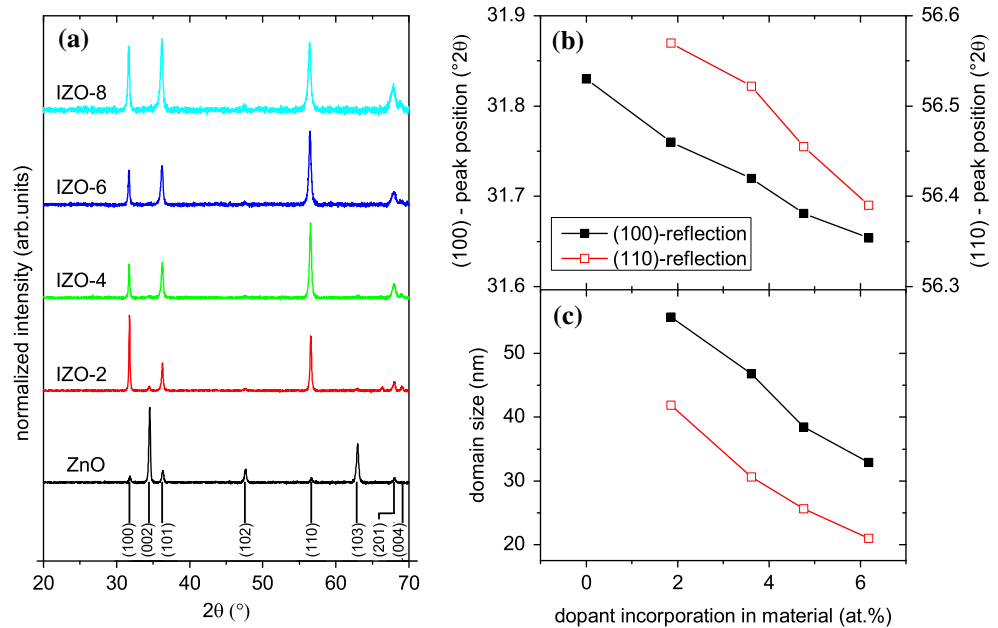 (a)
IZO-8
IZO-6
IZO-4
IZO-2
ZnO
(100)
(002)
(101)
(102)
(110)
(103)
(201)
(004)
20 30 40 50 60 70
2θ (°)
normalized intensity (arb.units)
(b)
31.9
31.8
31.7
31.6
(100) - peak position (°2θ)
56.6
56.5
56.4
56.3
(110) - peak position (°2θ)
(100)-reflection
(110)-reflection
(c)
50
40
30
20
domain size (nm)
0 2 4 6
dopant incorporation in material (at.%)